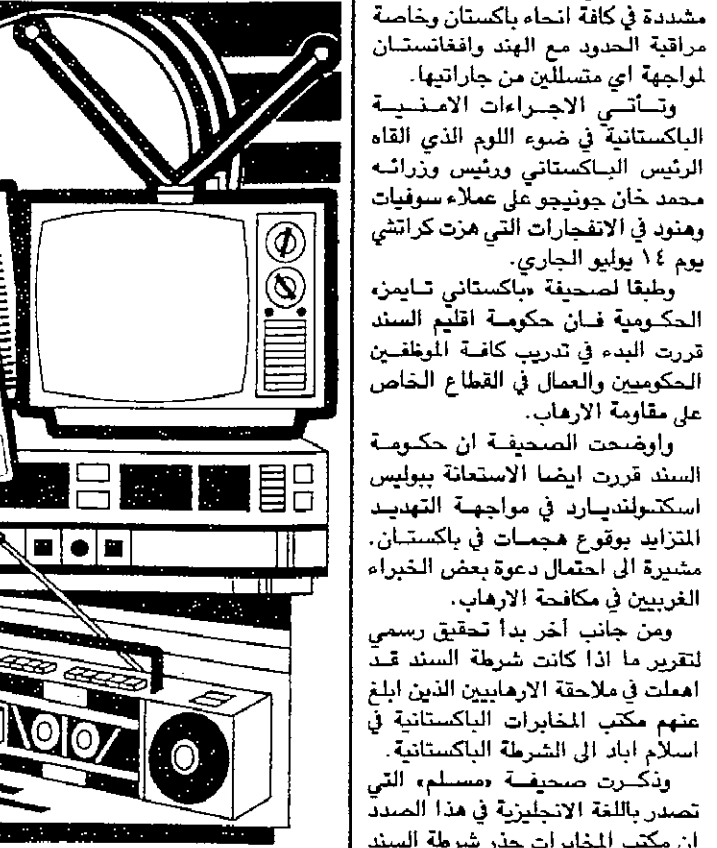 مشددة في كافة انحاء باكستان وخاصة
مراقبة الحدود مع الهند وافغانستان
لمواجهة اي متسللين من جاراتيها.
وتأتي الاجراءات الامنية
الباكستانية في ضوء اللوم الذي القاه
الرئيس الباكستاني ورئيس وزرائه
محمد خان جونيجو على عملاء سوفيات
وهنود في الانفجارات التي هزت كراتشي
يوم ١٤ يوليو الجاري.
وطبقا لصحيفة «باكستاني تايمز»
الحكومية فان حكومة اقليم السند
قررت البدء في تدريب كافة الموظفين
الحكوميين والعمال في القطاع الخاص
على مقاومة الارهاب.
واوضحت الصحيفة ان حكومة
السند قررت ايضا الاستعانة ببوليس
اسكتولنديارد في مواجهة التهديد
المتزايد بوقوع هجمات في باكستان.
مشيرة الى احتمال دعوة بعض الخبراء
الغربيين في مكافحة الارهاب.
ومن جانب آخر بدأ تحقيق رسمي
لتقرير ما اذا كانت شرطة السند قد
اهملت في ملاحقة الارهابيين الذين ابلغ
عنهم مكتب المخابرات الباكستانية في
اسلام اباد الى الشرطة الباكستانية.
وذكرت صحيفة «مسلم» التي
تصدر باللغة الانجليزية في هذا الصدد
ان مكتب المخابرات حذر شرطة السند